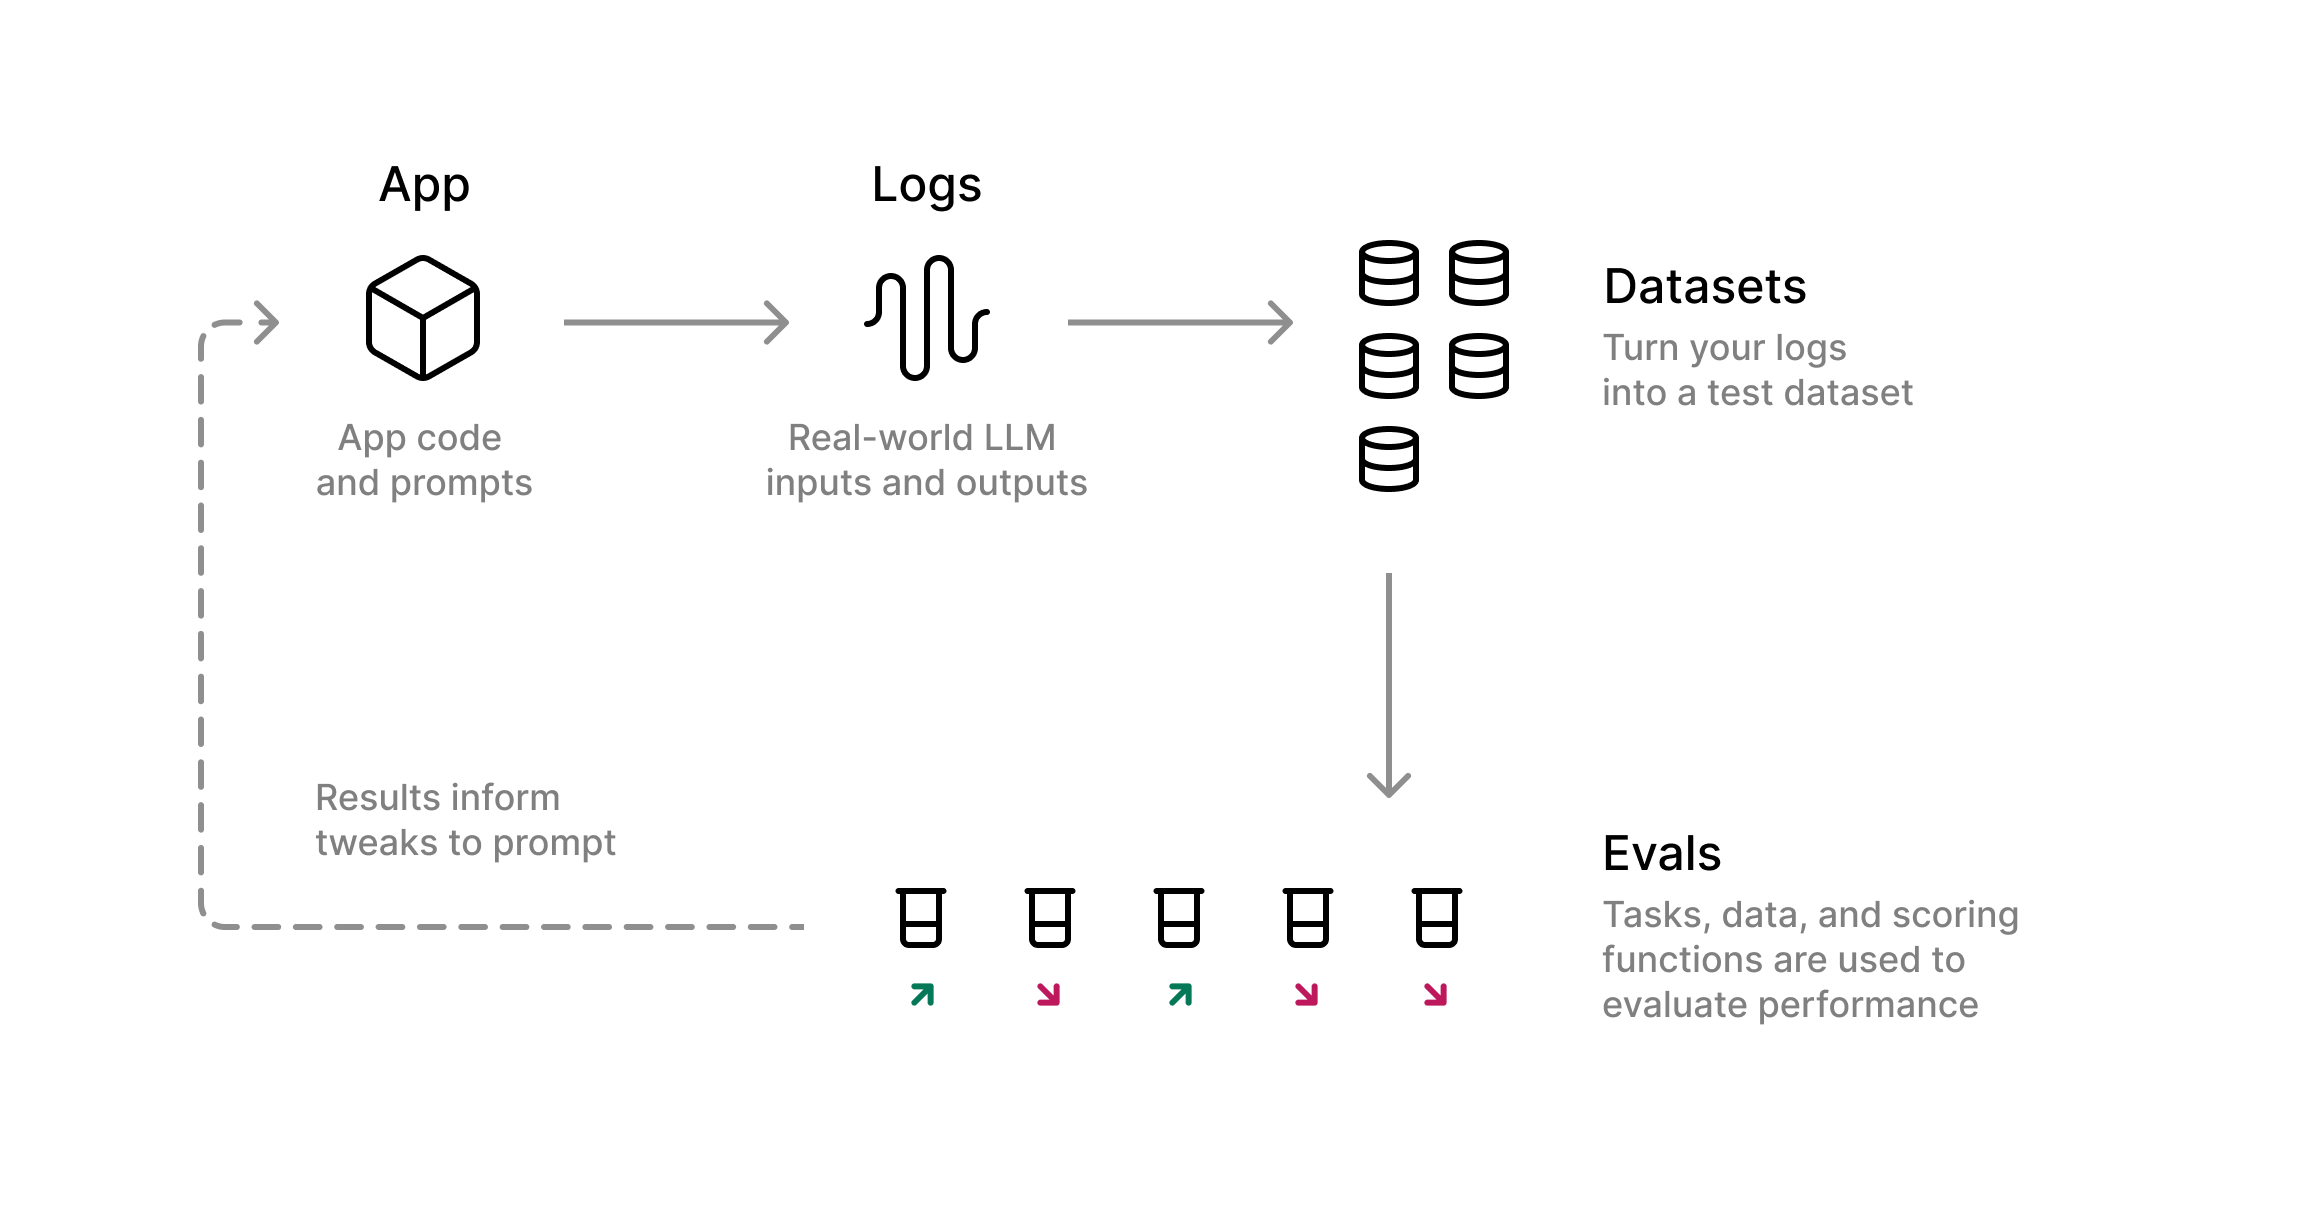 App
App code
and prompts
Logs
Real-world LLM
inputs and outputs
Datasets
Turn your logs
into a test dataset
Evals
Tasks, data, and scoring
functions are used to
evaluate performance
Results inform
tweaks to prompt